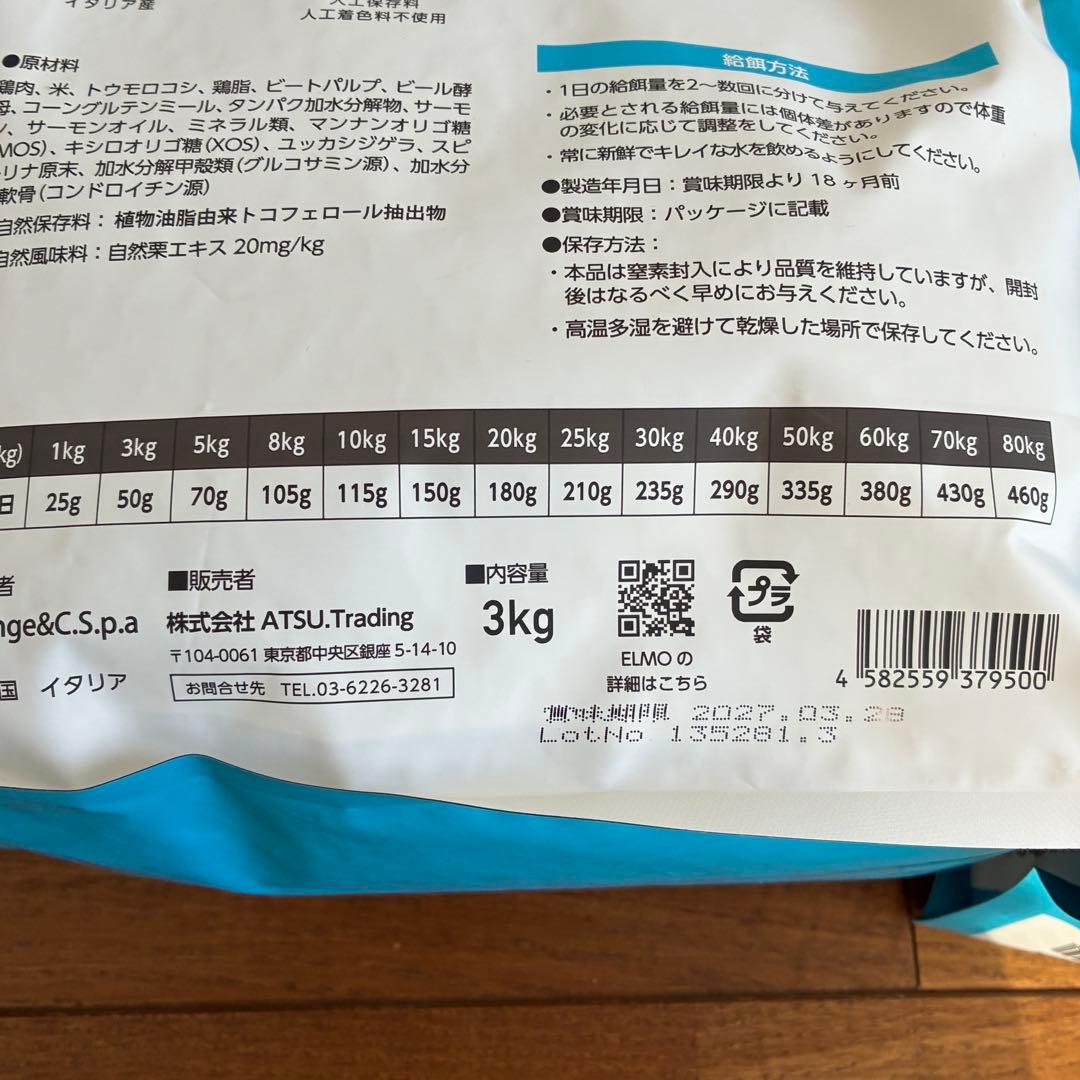 イタリア産
人工保存料
人工着色料不使用
●原材料
鶏肉、米、トウモロコシ、鶏脂、ビートパルプ、ビール酵
母、コーングルテンミール、タンパク加水分解物、サーモ
ン、サーモンオイル、ミネラル類、マンナンオリゴ糖
(MOS)、キシロオリゴ糖(XOS)、ユッカシジゲラ、スピ
リナ原末、加水分解甲殻類(グルコサミン源)、加水分
軟骨(コンドロイチン源)
自然保存料：植物油脂由来トコフェロール抽出物
自然風味料：自然栗エキス 20mg/kg
給餌方法
・1日の給餌量を2〜数回に分けて与えてください。
・必要とされる給餌量には個体差がありますので体重
の変化に応じて調整をしてください。
・常に新鮮でキレイな水を飲めるようにしてください。
●製造年月日：賞味期限より18ヶ月前
●賞味期限：パッケージに記載
●保存方法：
・本品は窒素封入により品質を維持していますが、開封
後はなるべく早めにお与えください。
・高温多湿を避けて乾燥した場所で保存してください。
kg) 1kg 3kg 5kg 8kg 10kg 15kg 20kg 25kg 30kg 40kg 50kg 60kg 70kg 80kg
日 25g 50g 70g 105g 115g 150g 180g 210g 235g 290g 335g 380g 430g 460g
者
nge&C.S.p.a
国 イタリア
■販売者
株式会社 ATSU.Trading
〒104-0061 東京都中央区銀座 5-14-10
お問合せ先 TEL.03-6226-3281
■内容量
3kg
ELMO の
詳細はこちら
プラ
袋
4 582559 379500
賞味期限 2027.03.28
Lot.No 135281.3